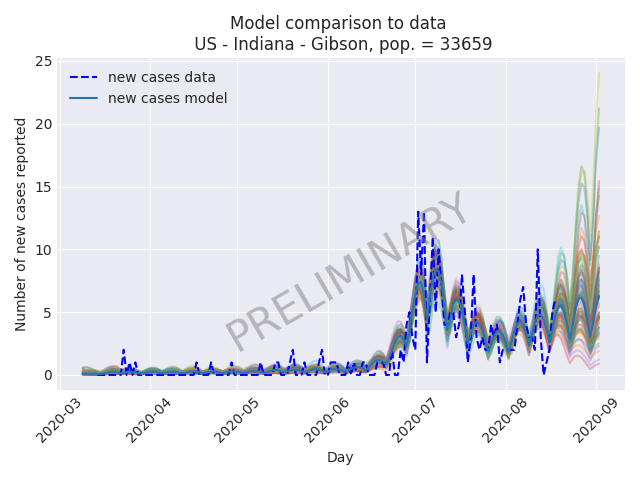 Model comparison to data
US - Indiana - Gibson, pop. = 33659
new cases data
new cases model
PRELIMINARY
Number of new cases reported
25
20
15
10
5
0
2020-03
2020-04
2020-05
2020-06
2020-07
2020-08
2020-09
Day